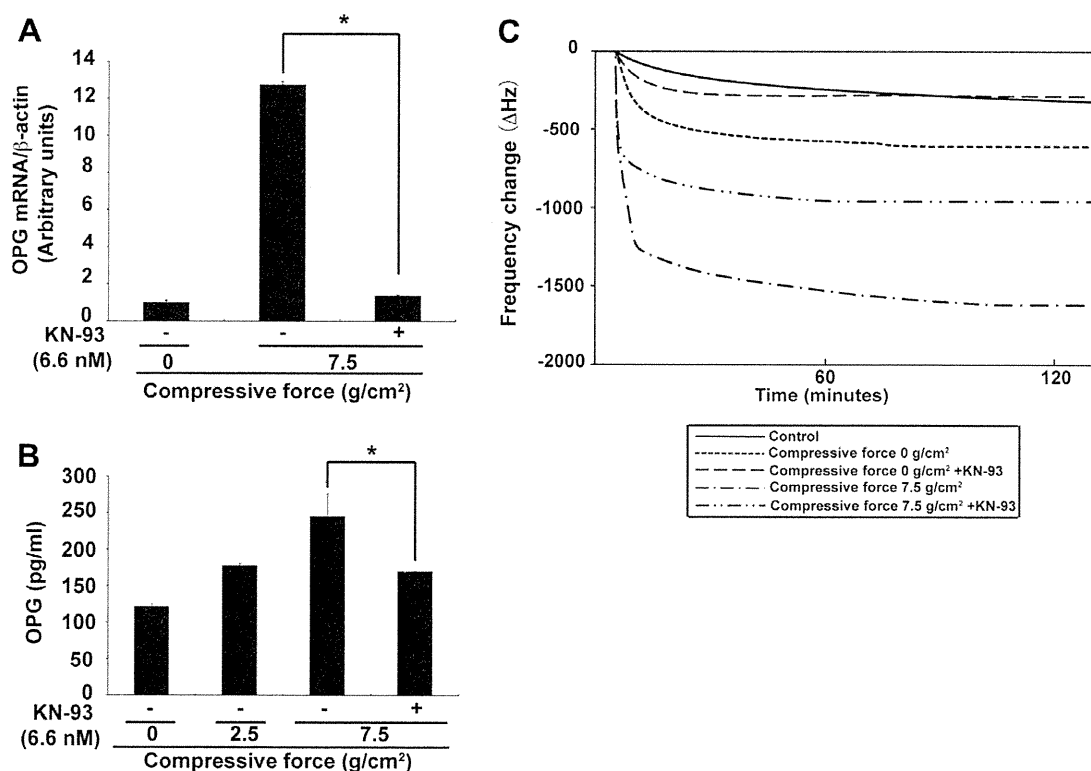 A
*
OPG mRNA/β-actin
(Arbitrary units)
14
12
10
8
6
4
2
0
KN-93 - - +
(6.6 nM) 0 7.5
Compressive force (g/cm²)
B
*
OPG (pg/ml)
300
250
200
150
100
50
0
KN-93 - - - +
(6.6 nM) 0 2.5 7.5
Compressive force (g/cm²)
C
Frequency change (ΔHz)
0
-500
-1000
-1500
-2000
60
120
Time (minutes)
Control
Compressive force 0 g/cm²
Compressive force 0 g/cm² +KN-93
Compressive force 7.5 g/cm²
Compressive force 7.5 g/cm² +KN-93